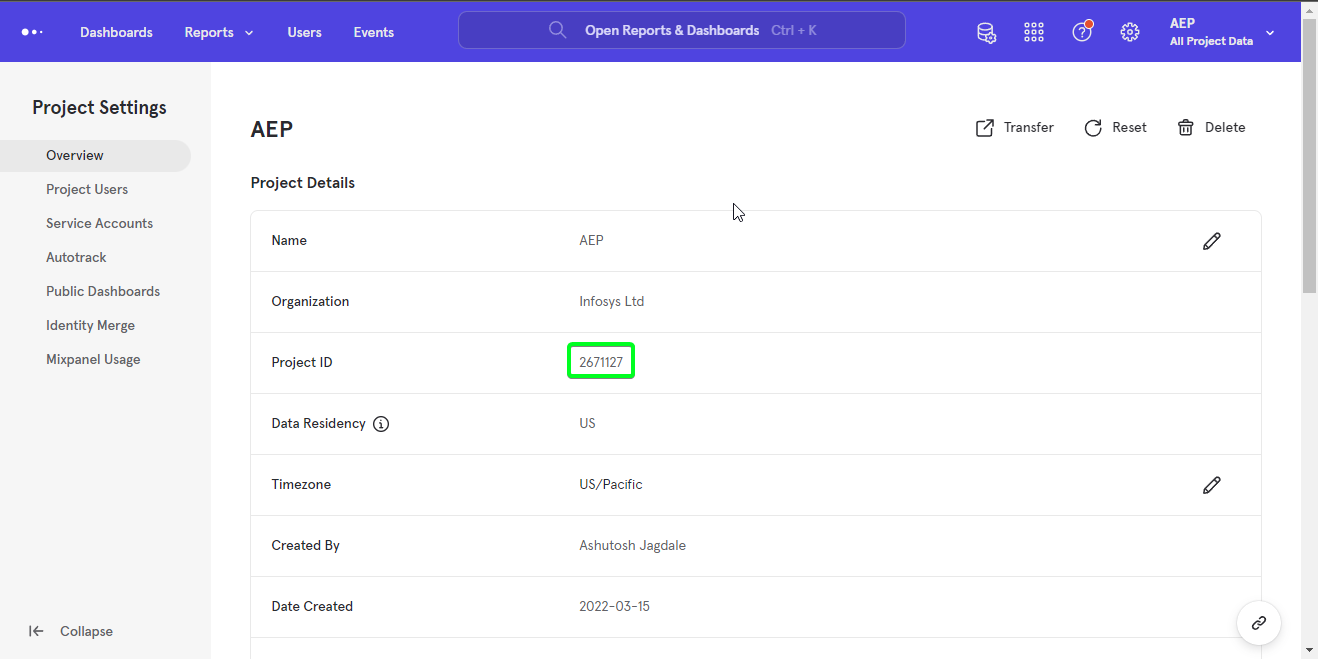 Dashboards Reports Users Events Open Reports & Dashboards Ctrl + K AEP
All Project Data
Project Settings
Overview
Project Users
Service Accounts
Autotrack
Public Dashboards
Identity Merge
Mixpanel Usage
Collapse
AEP Transfer Reset Delete
Project Details
Name AEP
Organization Infosys Ltd
Project ID 2671127
Data Residency US
Timezone US/Pacific
Created By Ashutosh Jagdale
Date Created 2022-03-15